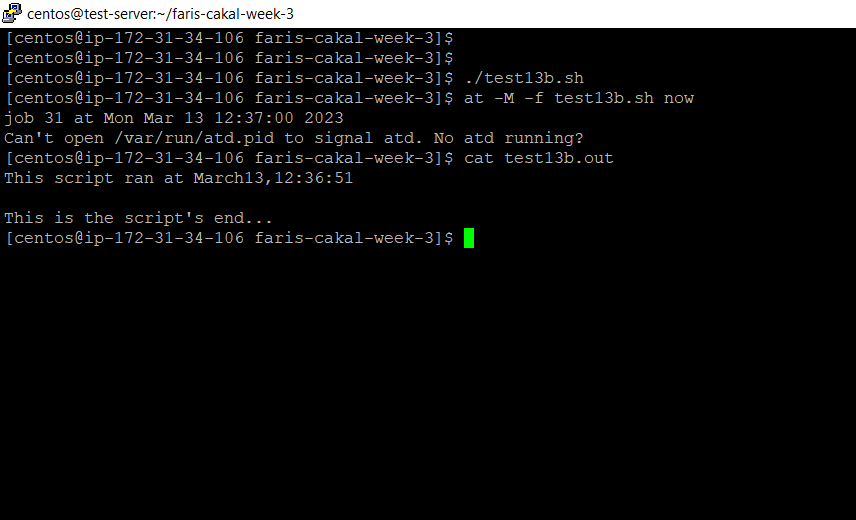 centos@test-server:~/faris-cakal-week-3
[centos@ip-172-31-34-106 faris-cakal-week-3]$
[centos@ip-172-31-34-106 faris-cakal-week-3]$
[centos@ip-172-31-34-106 faris-cakal-week-3]$ ./test13b.sh
[centos@ip-172-31-34-106 faris-cakal-week-3]$ at -M -f test13b.sh now
job 31 at Mon Mar 13 12:37:00 2023
Can't open /var/run/atd.pid to signal atd. No atd running?
[centos@ip-172-31-34-106 faris-cakal-week-3]$ cat test13b.out
This script ran at March13,12:36:51

This is the script's end...
[centos@ip-172-31-34-106 faris-cakal-week-3]$